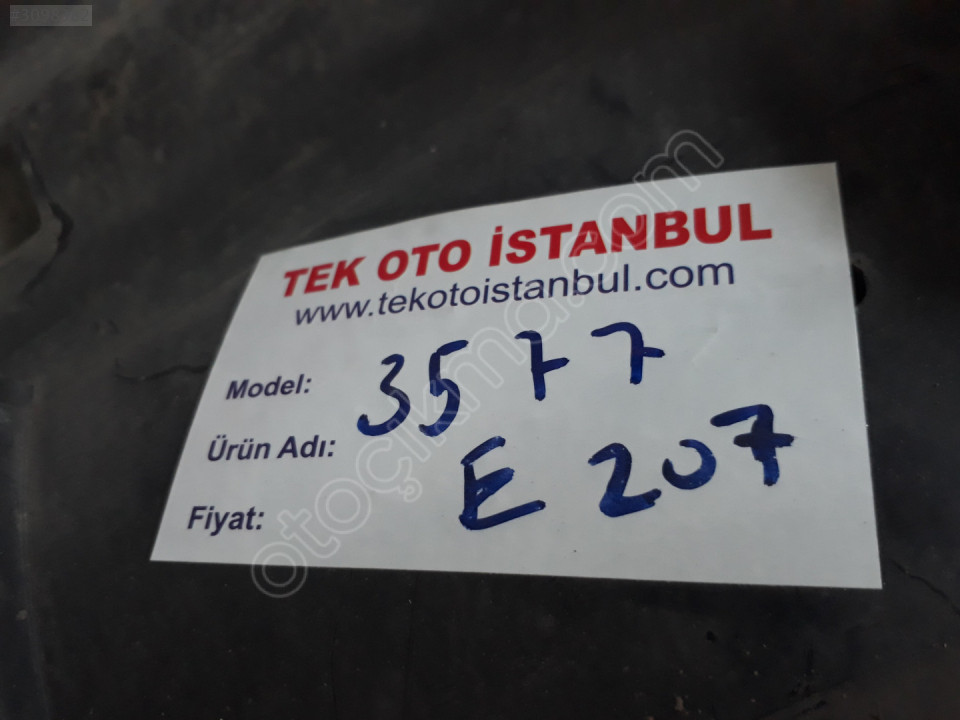 TEK OTO İSTANBUL
www.tekotoistanbul.com
Model: 3577
Ürün Adı:
E 207
Fiyat:
otoçıkma.com